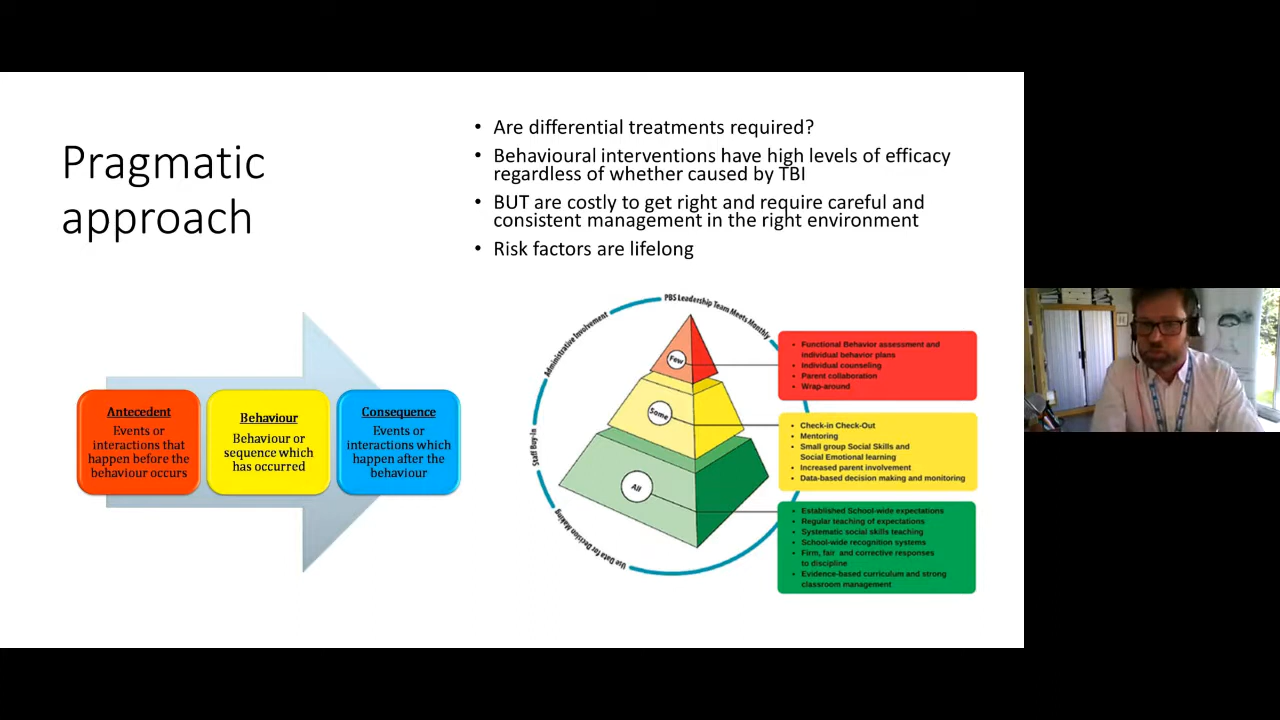 Pragmatic
approach
• Are differential treatments required?
• Behavioural interventions have high levels of efficacy
regardless of whether caused by TBI
• BUT are costly to get right and require careful and
consistent management in the right environment
• Risk factors are lifelong
Antecedent
Events or
interactions that
happen before the
behaviour occurs
Behaviour
Behaviour or
sequence which
has occurred
Consequence
Events or
interactions which
happen after the
behaviour
PBS Leadership Team Meets Monthly
Administrative Involvement
Staff Buy-in
Use Data for Decision Making
Few
Some
All
• Functional Behavior assessment and
Individual behavior plans
• Individual counseling
• Parent collaboration
• Wrap-around
• Check-in Check-Out
• Mentoring
• Small group Social Skills and
Social Emotional learning
• Increased parent involvement
• Data-based decision making and monitoring
• Established School-wide expectations
• Regular teaching of expectations
• Systematic social skills teaching
• School-wide recognition systems
• Firm, fair and corrective responses
to discipline
• Evidence-based curriculum and strong
classroom management